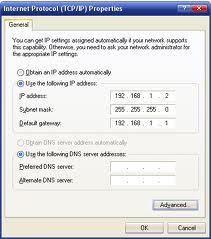 Internet Protocol (TCP/IP) Properties
General
You can get IP settings assigned automatically if your network supports
this capability. Otherwise, you need to ask your network administrator for
the appropriate IP settings.
Obtain an IP address automatically
Use the following IP address:
IP address: 192 . 168 . 1 . 2
Subnet mask: 255 . 255 . 255 . 0
Default gateway: 192 . 168 . 1 . 1
Obtain DNS server address automatically
Use the following DNS server addresses:
Preferred DNS server: . . .
Alternate DNS server: . . .
Advanced...
OK Cancel